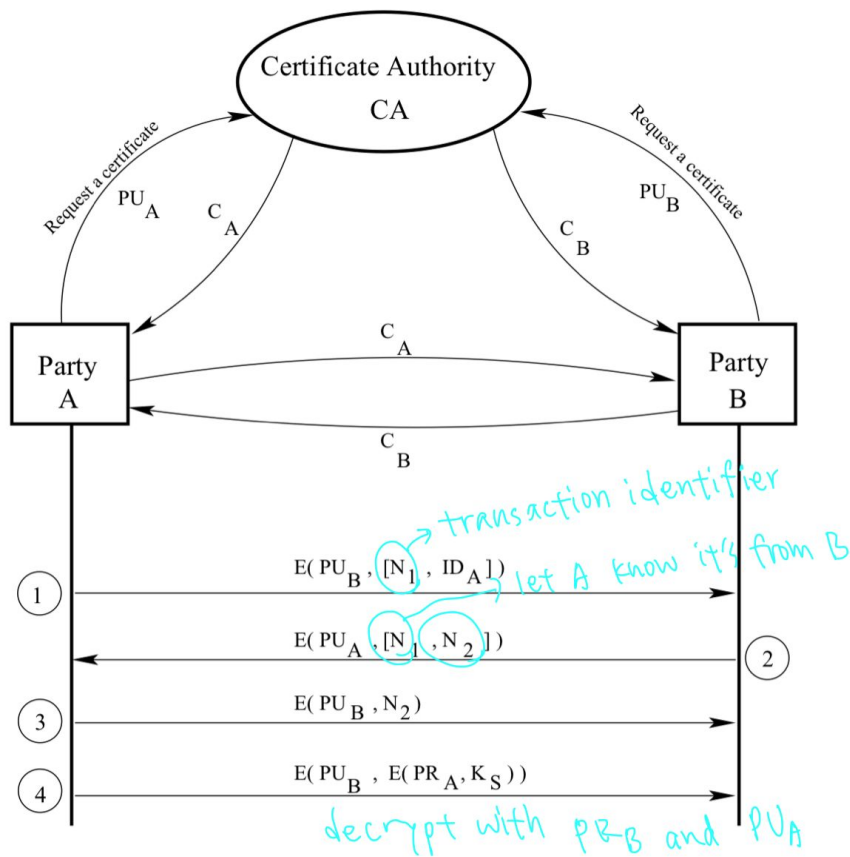 Certificate Authority
CA
Request a certificate
PU A
C A
C B
PU B
Request a certificate
Party
A
C A
Party
B
C B
transaction identifier
E( PU B , [N 1 , ID A ] )
let A know it's from B
1
E( PU A , [N 1 , N 2 ] )
2
E( PU B , N 2 )
3
E( PU B , E( PR A , K S ) )
4
decrypt with PR B and PU A